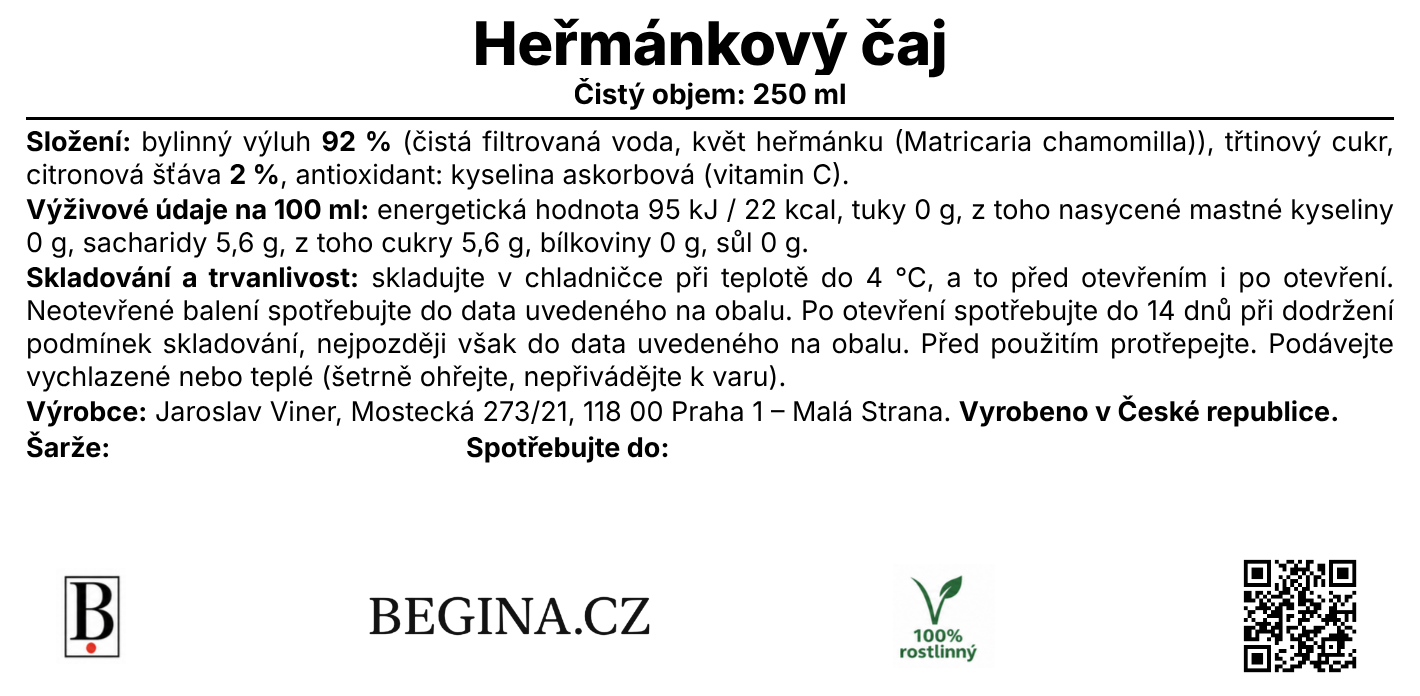 Heřmánkový čaj
Čistý objem: 250 ml
Složení: bylinný výluh 92 % (čistá filtrovaná voda, květ heřmánku (Matricaria chamomilla)), třtinový cukr,
citronová šťáva 2 %, antioxidant: kyselina askorbová (vitamin C).
Výživové údaje na 100 ml: energetická hodnota 95 kJ / 22 kcal, tuky 0 g, z toho nasycené mastné kyseliny
0 g, sacharidy 5,6 g, z toho cukry 5,6 g, bílkoviny 0 g, sůl 0 g.
Skladování a trvanlivost: skladujte v chladničce při teplotě do 4 °C, a to před otevřením i po otevření.
Neotevřené balení spotřebujte do data uvedeného na obalu. Po otevření spotřebujte do 14 dnů při dodržení
podmínek skladování, nejpozději však do data uvedeného na obalu. Před použitím protřepejte. Podávejte
vychlazené nebo teplé (šetrně ohřejte, nepřivádějte k varu).
Výrobce: Jaroslav Viner, Mostecká 273/21, 118 00 Praha 1 – Malá Strana. Vyrobeno v České republice.
Šarže: Spotřebujte do:
B
BEGINA.CZ
100%
rostlinný